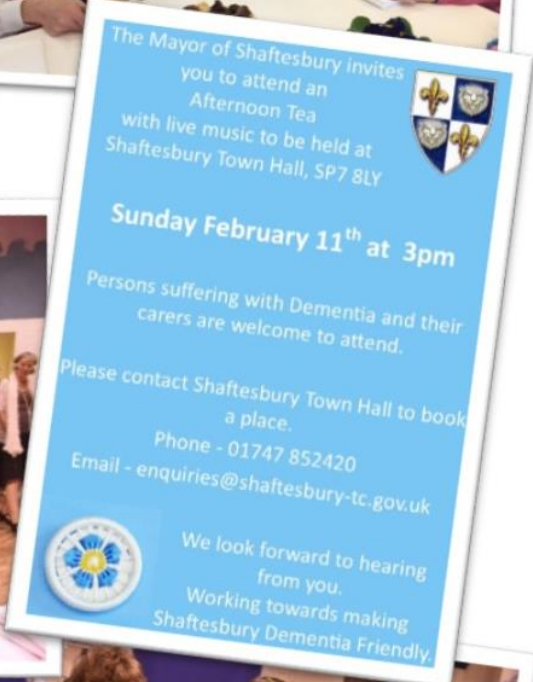 The Mayor of Shaftesbury invites
you to attend an
Afternoon Tea
with live music to be held at
Shaftesbury Town Hall, SP7 8LY
Sunday February 11th at 3pm
Persons suffering with Dementia and their
carers are welcome to attend.
Please contact Shaftesbury Town Hall to book
a place.
Phone - 01747 852420
Email - enquiries@shaftesbury-tc.gov.uk
We look forward to hearing
from you.
Working towards making
Shaftesbury Dementia Friendly.